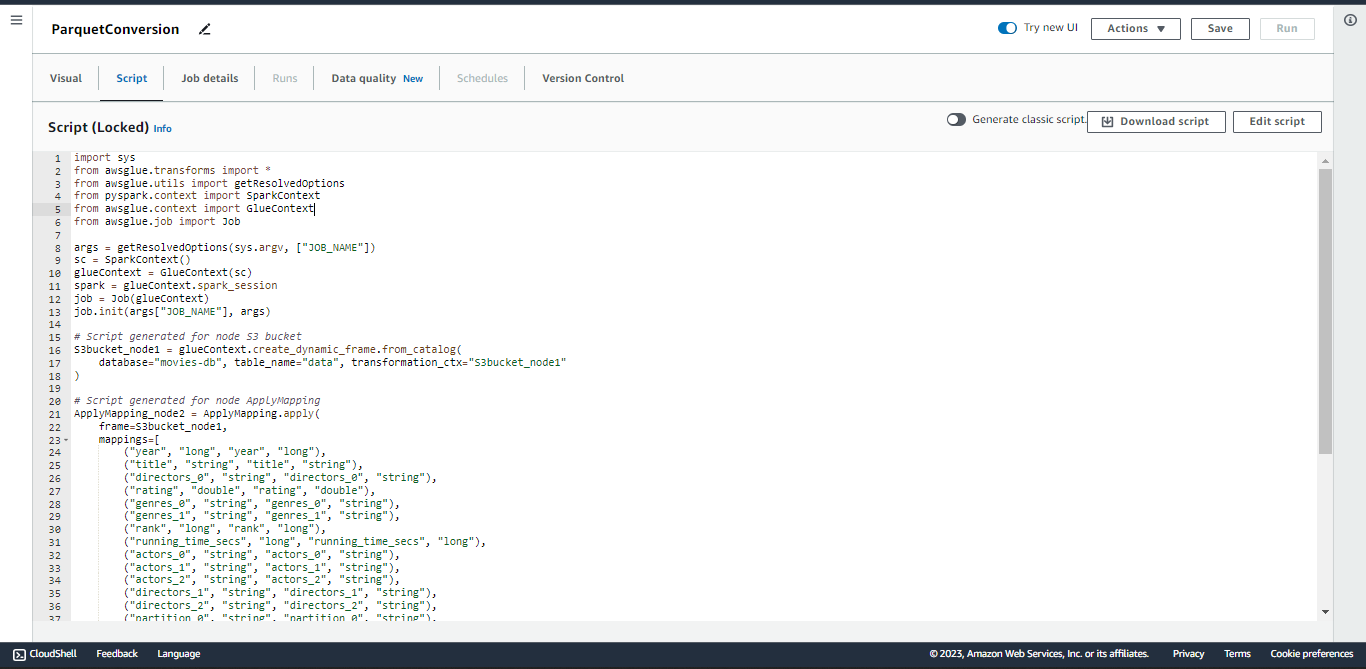 ParquetConversion
Try new UI
Actions
Save
Run
Visual
Script
Job details
Runs
Data quality New
Schedules
Version Control
Script (Locked) Info
Generate classic script.
Download script
Edit script
1 import sys
2 from awsglue.transforms import *
3 from awsglue.utils import getResolvedOptions
4 from pyspark.context import SparkContext
5 from awsglue.context import GlueContext
6 from awsglue.job import Job
7
8 args = getResolvedOptions(sys.argv, ["JOB_NAME"])
9 sc = SparkContext()
10 glueContext = GlueContext(sc)
11 spark = glueContext.spark_session
12 job = Job(glueContext)
13 job.init(args["JOB_NAME"], args)
14
15 # Script generated for node S3 bucket
16 S3bucket_node1 = glueContext.create_dynamic_frame.from_catalog(
17 database="movies-db", table_name="data", transformation_ctx="S3bucket_node1"
18 )
19
20 # Script generated for node ApplyMapping
21 ApplyMapping_node2 = ApplyMapping.apply(
22 frame=S3bucket_node1,
23 mappings=[
24 ("year", "long", "year", "long"),
25 ("title", "string", "title", "string"),
26 ("directors_0", "string", "directors_0", "string"),
27 ("rating", "double", "rating", "double"),
28 ("genres_0", "string", "genres_0", "string"),
29 ("genres_1", "string", "genres_1", "string"),
30 ("rank", "long", "rank", "long"),
31 ("running_time_secs", "long", "running_time_secs", "long"),
32 ("actors_0", "string", "actors_0", "string"),
33 ("actors_1", "string", "actors_1", "string"),
34 ("actors_2", "string", "actors_2", "string"),
35 ("directors_1", "string", "directors_1", "string"),
36 ("directors_2", "string", "directors_2", "string"),
37 ("partition_0", "string", "partition_0", "string"),
CloudShell
Feedback
Language
© 2023, Amazon Web Services, Inc. or its affiliates.
Privacy
Terms
Cookie preferences